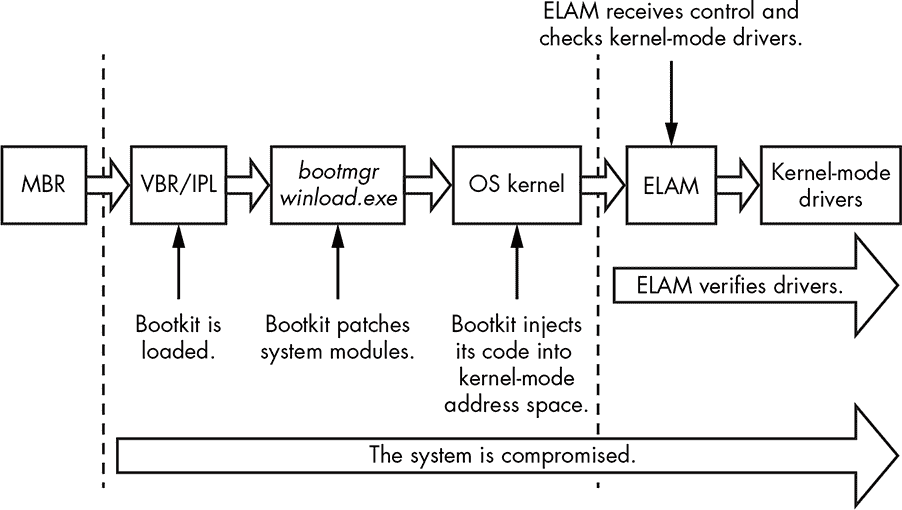 ELAM receives control and
checks kernel-mode drivers.
MBR
VBR/IPL
bootmgr
winload.exe
OS kernel
ELAM
Kernel-mode
drivers
ELAM verifies drivers.
Bootkit is
loaded.
Bootkit patches
system modules.
Bootkit injects
its code into
kernel-mode
address space.
The system is compromised.